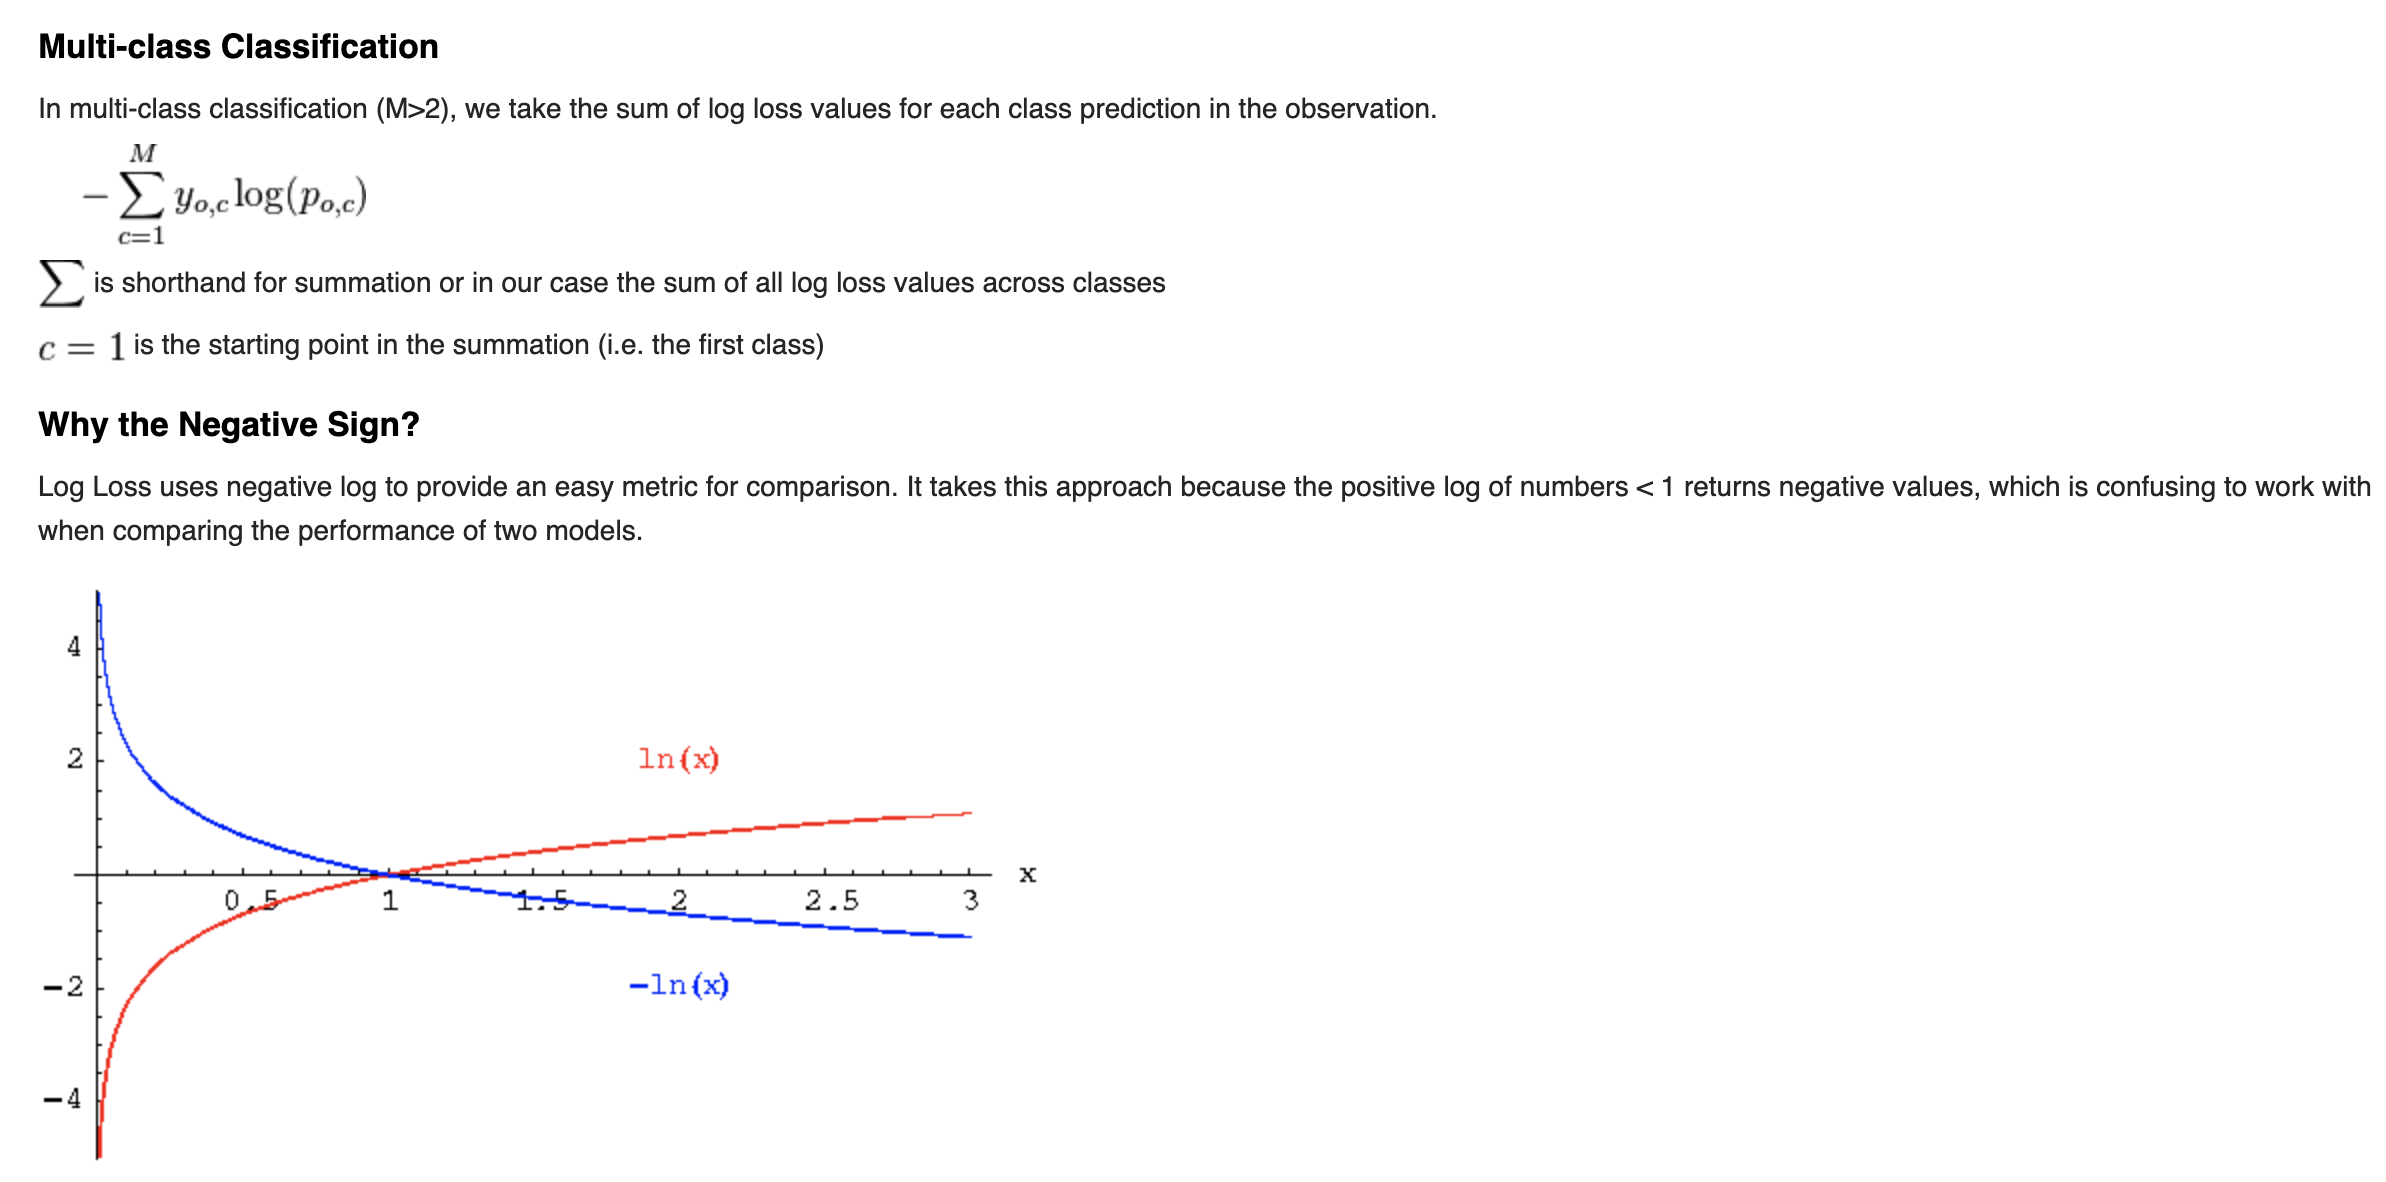 Multi-class Classification
In multi-class classification (M>2), we take the sum of log loss values for each class prediction in the observation.
M
− ∑ y_{o,c} log(p_{o,c})
c=1
∑ is shorthand for summation or in our case the sum of all log loss values across classes
c = 1 is the starting point in the summation (i.e. the first class)
Why the Negative Sign?
Log Loss uses negative log to provide an easy metric for comparison. It takes this approach because the positive log of numbers < 1 returns negative values, which is confusing to work with
when comparing the performance of two models.
4
2
ln(x)
x
0.5 1 1.5 2 2.5 3
−2
−ln(x)
−4